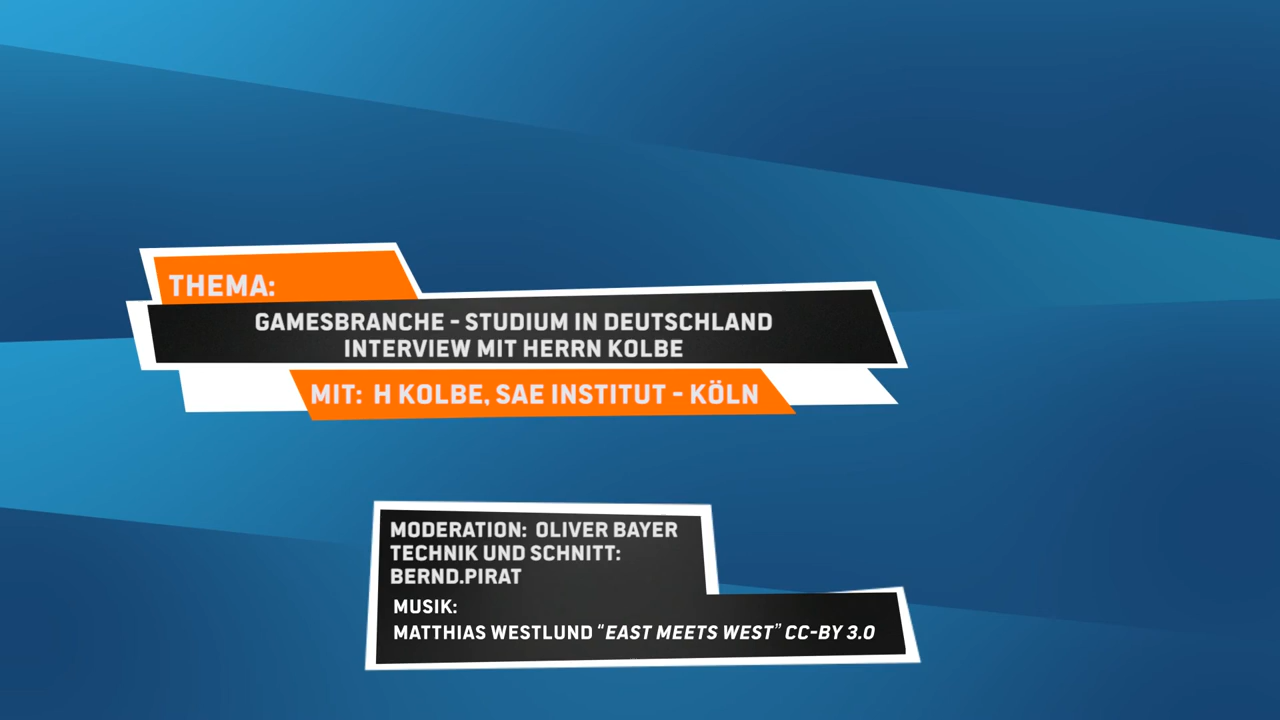 THEMA:
GAMESBRANCHE - STUDIUM IN DEUTSCHLAND
INTERVIEW MIT HERRN KOLBE
MIT: H KOLBE, SAE INSTITUT - KÖLN
MODERATION: OLIVER BAYER
TECHNIK UND SCHNITT:
BERND.PIRAT
MUSIK:
MATTHIAS WESTLUND “EAST MEETS WEST” CC-BY 3.0